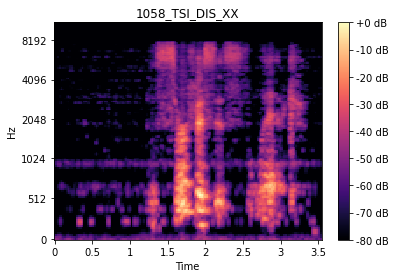 1058_TSI_DIS_XX
Hz
8192
4096
2048
1024
512
0
0 0.5 1 1.5 2 2.5 3 3.5
Time
+0 dB
-10 dB
-20 dB
-30 dB
-40 dB
-50 dB
-60 dB
-70 dB
-80 dB